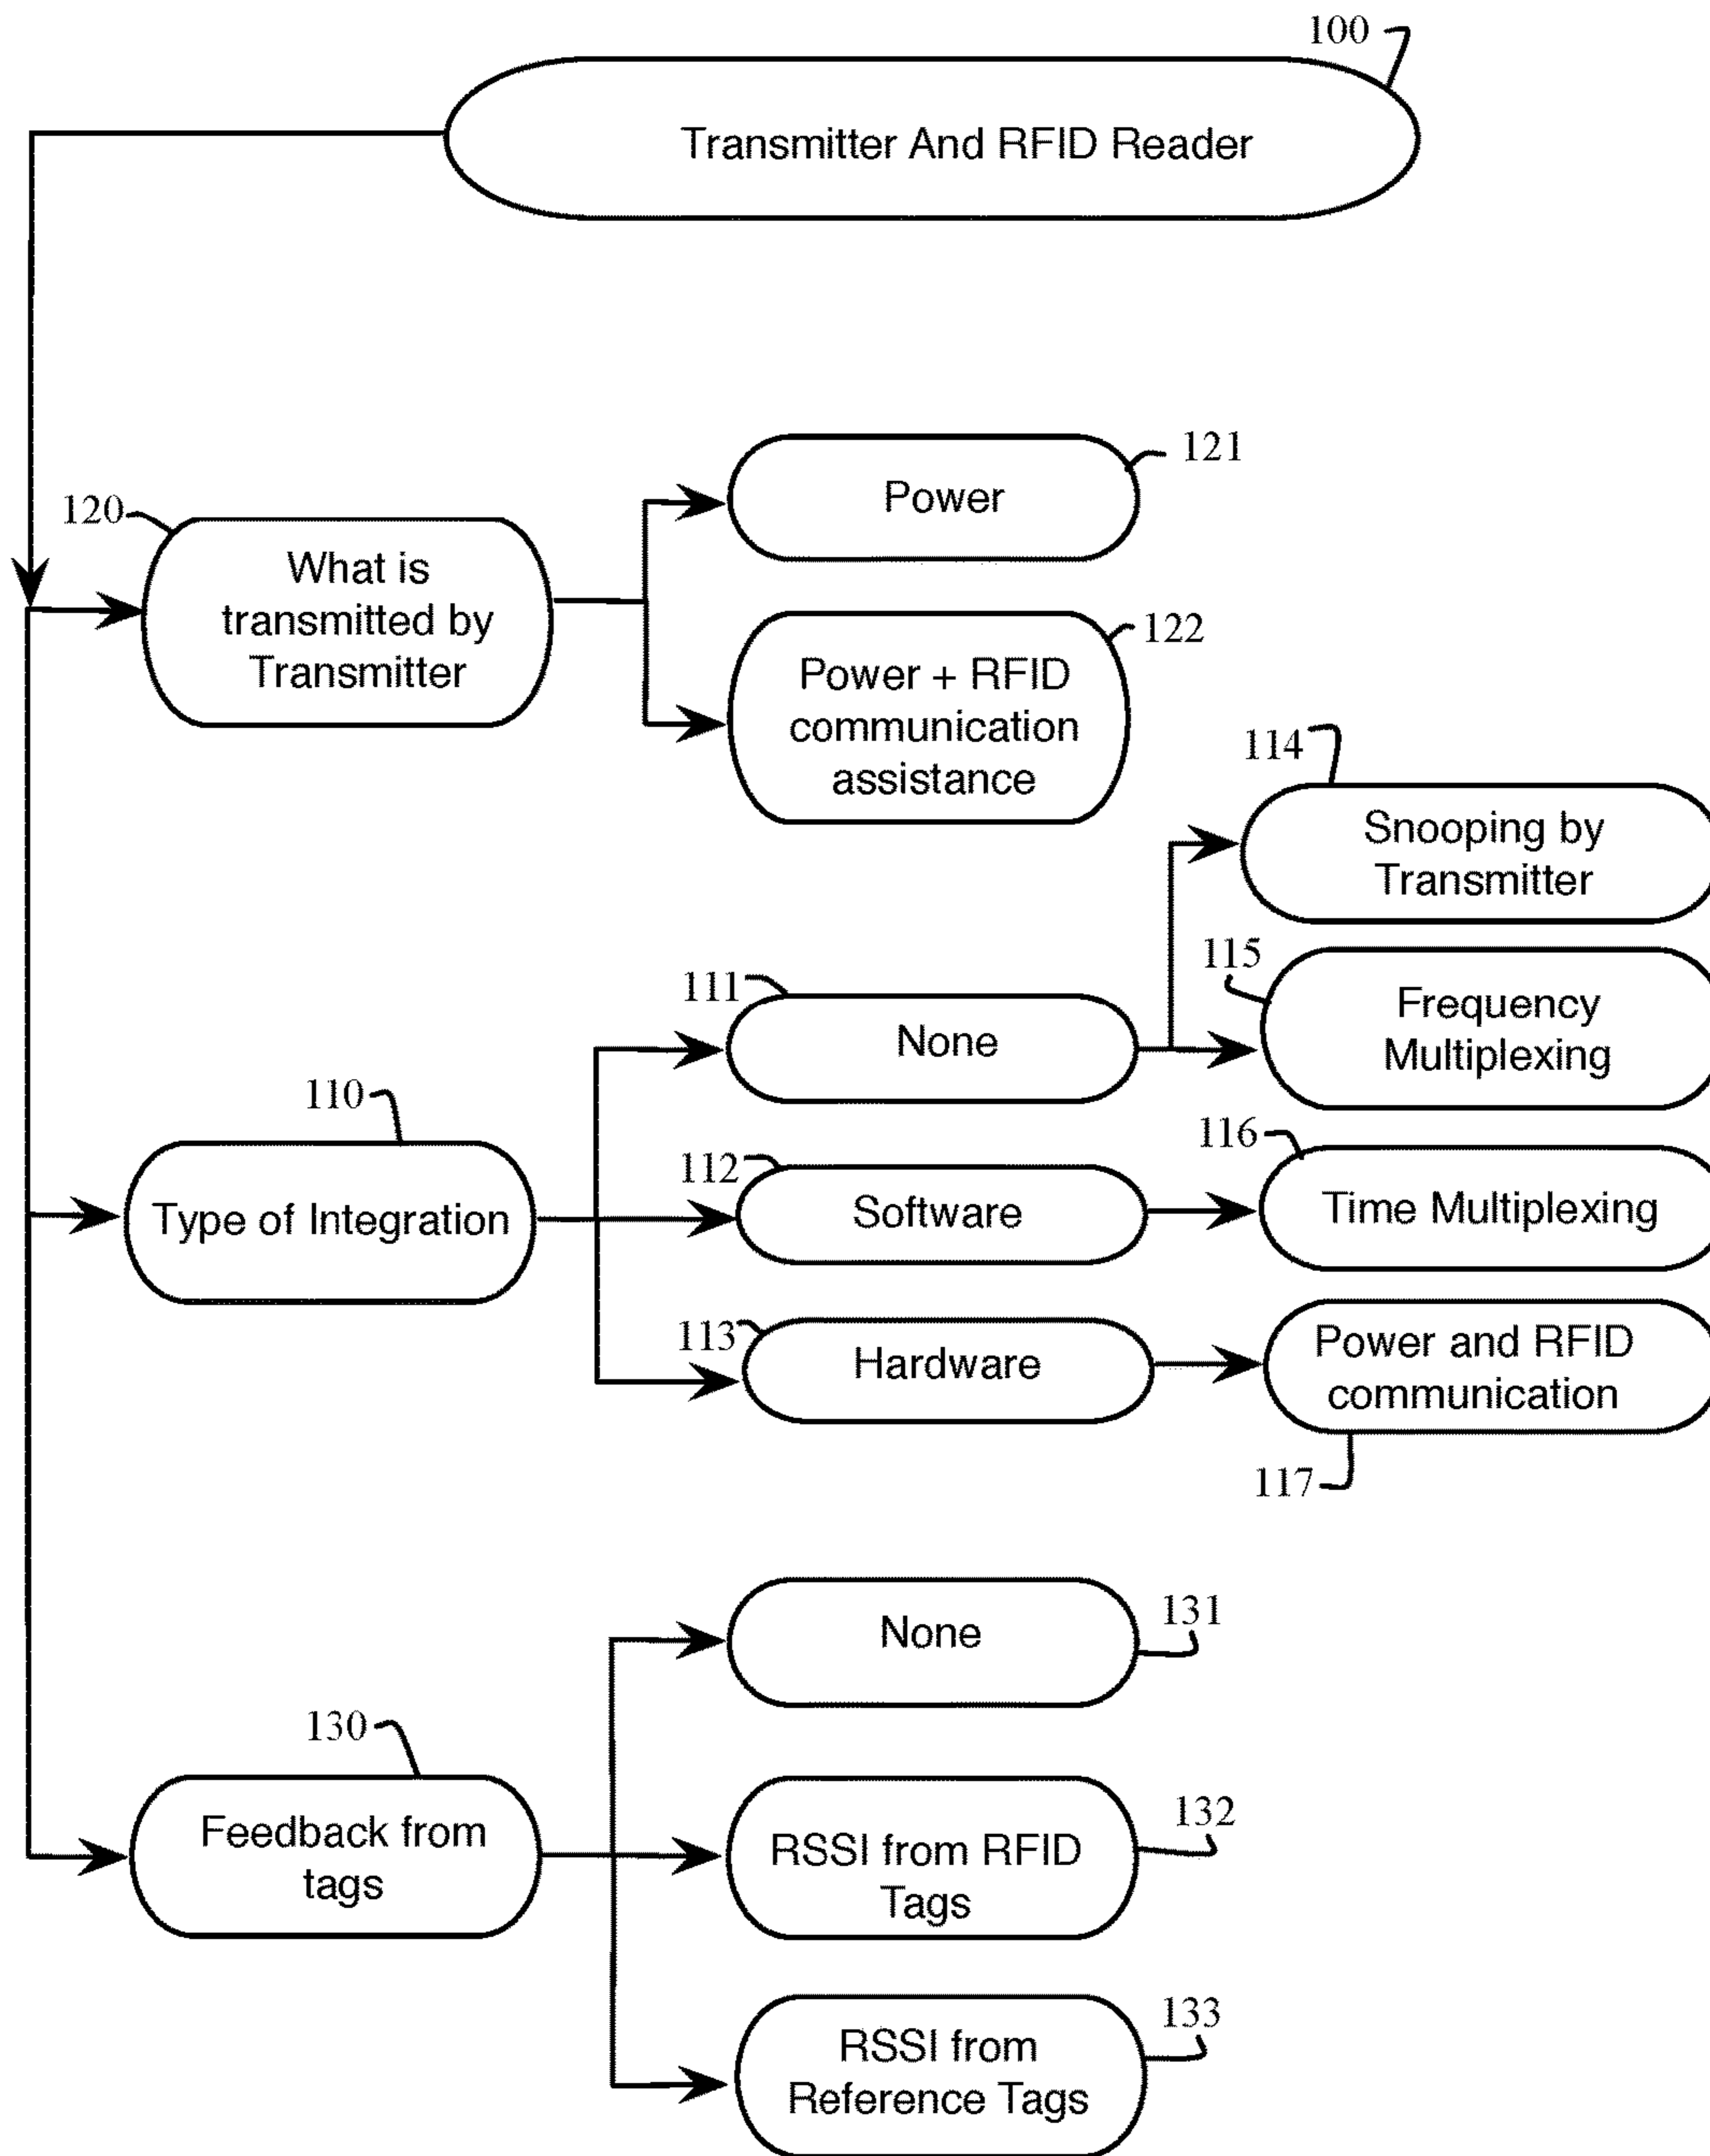 100
Transmitter And RFID Reader
120
What is
transmitted by
Transmitter
121
Power
122
Power + RFID
communication
assistance
110
Type of Integration
111
None
114
Snooping by
Transmitter
115
Frequency
Multiplexing
112
Software
116
Time Multiplexing
113
Hardware
Power and RFID
communication
117
130
Feedback from
tags
None
131
132
RSSI from RFID
Tags
133
RSSI from
Reference Tags